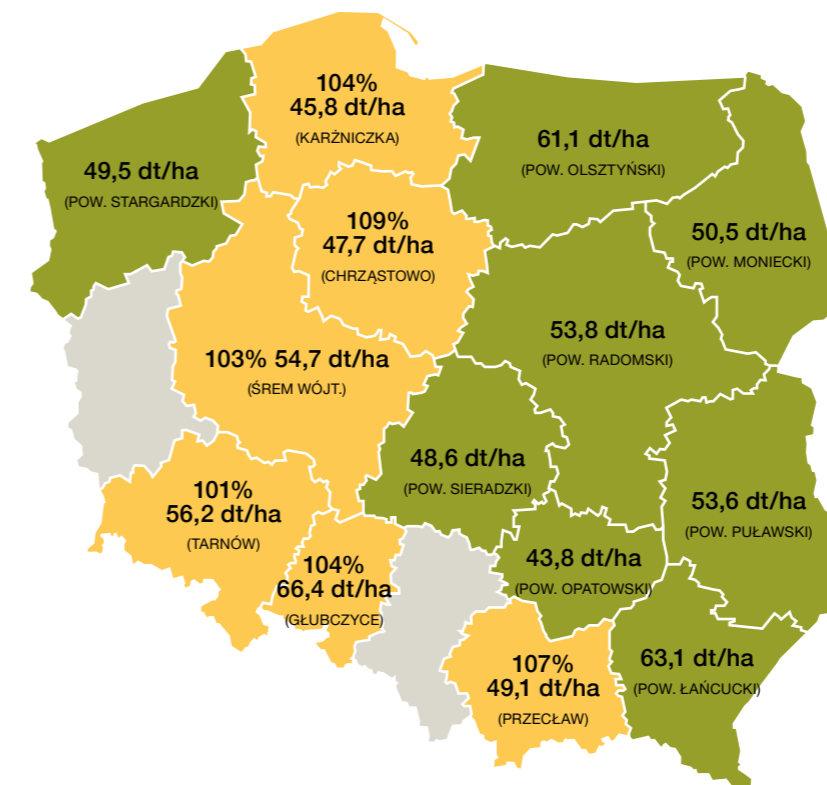 104%
45,8 dt/ha
(KARŻNICZKA)
61,1 dt/ha
(POW. OLSZTYŃSKI)
49,5 dt/ha
(POW. STARGARDZKI)
109%
47,7 dt/ha
(CHRZĄSTOWO)
50,5 dt/ha
(POW. MONIECKI)
53,8 dt/ha
(POW. RADOMSKI)
103% 54,7 dt/ha
(ŚREM WÓJT.)
48,6 dt/ha
(POW. SIERADZKI)
101%
56,2 dt/ha
(TARNÓW)
53,6 dt/ha
(POW. PUŁAWSKI)
104%
66,4 dt/ha
(GŁUBCZYCE)
43,8 dt/ha
(POW. OPATOWSKI)
107%
49,1 dt/ha
(PRZECŁAW)
63,1 dt/ha
(POW. ŁAŃCUCKI)